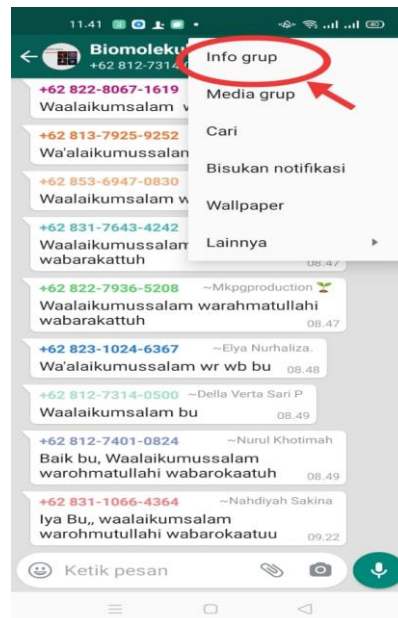 11.41
Biomoleku
+62 812-7314
Info grup
Media grup
Cari
Bisukan notifikasi
Wallpaper
Lainnya
+62 822-8067-1619
Waalaikumsalam
+62 813-7925-9252
Wa'alaikumussalan
+62 853-6947-0830
Waalaikumsalam w
+62 831-7643-4242
Waalaikumussalam
wabarakattuh 08.47
+62 822-7936-5208 ~Mkpgproduction
Waalaikumussalam warahmatullahi
wabarakattuh 08.47
+62 823-1024-6367 ~Elya Nurhaliza.
Wa'alaikumussalam wr wb bu 08.48
+62 812-7314-0500 ~Della Verta Sari P
Waalaikumsalam bu 08.49
+62 812-7401-0824 ~Nurul Khotimah
Baik bu, Waalaikumussalam
warohmatullahi wabarokaatuh 08.49
+62 831-1066-4364 ~Nahdiyah Sakina
Iya Bu,, waalaikumsalam
warohmutullahi wabarokaatuu 09.22
Ketik pesan